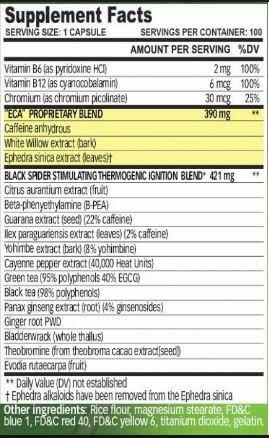 Supplement Facts
SERVING SIZE: 1 CAPSULE SERVINGS PER CONTAINER: 100
AMOUNT PER SERVING %DV
Vitamin B6 (as pyridoxine HCl) 2 mg 100%
Vitamin B12 (as cyanocobalamin) 6 mcg 100%
Chromium (as chromium picolinate) 30 mcg 25%
"ECA" PROPRIETARY BLEND 390 mg **
Caffeine anhydrous
White Willow extract (bark)
Ephedra sinica extract (leaves)†
BLACK SPIDER STIMULATING THERMOGENIC IGNITION BLEND* 421 mg **
Citrus aurantium extract (fruit)
Beta-phenyethylamine (B-PEA)
Guarana extract (seed) (22% caffeine)
Ilex paraguariensis extract (leaves) (2% caffeine)
Yohimbe extract (bark) (8% yohimbine)
Cayenne pepper extract (40,000 Heat Units)
Green tea (95% polyphenols 40% EGCG)
Black tea (98% polyphenols)
Panax ginseng extract (root) (4% ginsenosides)
Ginger root PWD
Bladderwrack (whole thallus)
Theobromine (from theobroma cacao extract(seed))
Evodia rutaecarpa (fruit)
** Daily Value (DV) not established
† Ephedra alkaloids have been removed from the Ephedra sinica
Other ingredients: Rice flour, magnesium stearate, FD&C
blue 1, FD&C red 40, FD&C yellow 6, titanium dioxide, gelatin.